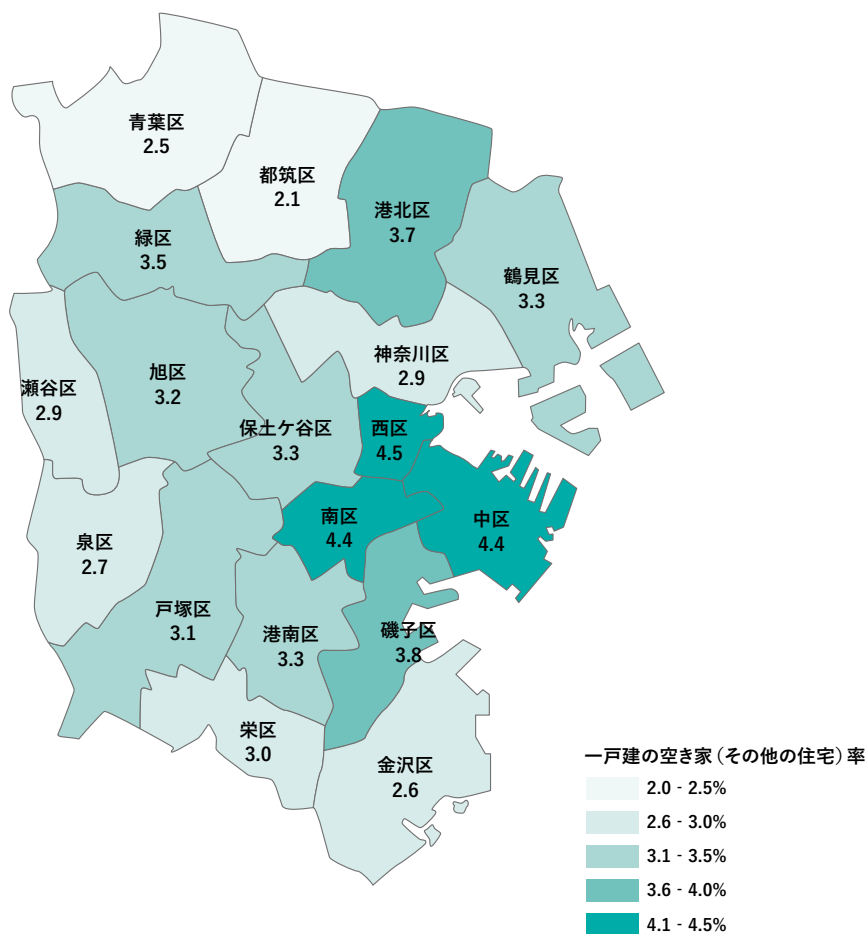 青葉区
2.5
都筑区
2.1
港北区
3.7
緑区
3.5
鶴見区
3.3
神奈川区
2.9
旭区
3.2
瀬谷区
2.9
保土ケ谷区
3.3
西区
4.5
南区
4.4
中区
4.4
泉区
2.7
戸塚区
3.1
港南区
3.3
磯子区
3.8
栄区
3.0
金沢区
2.6
一戸建の空き家(その他の住宅)率
2.0 - 2.5%
2.6 - 3.0%
3.1 - 3.5%
3.6 - 4.0%
4.1 - 4.5%